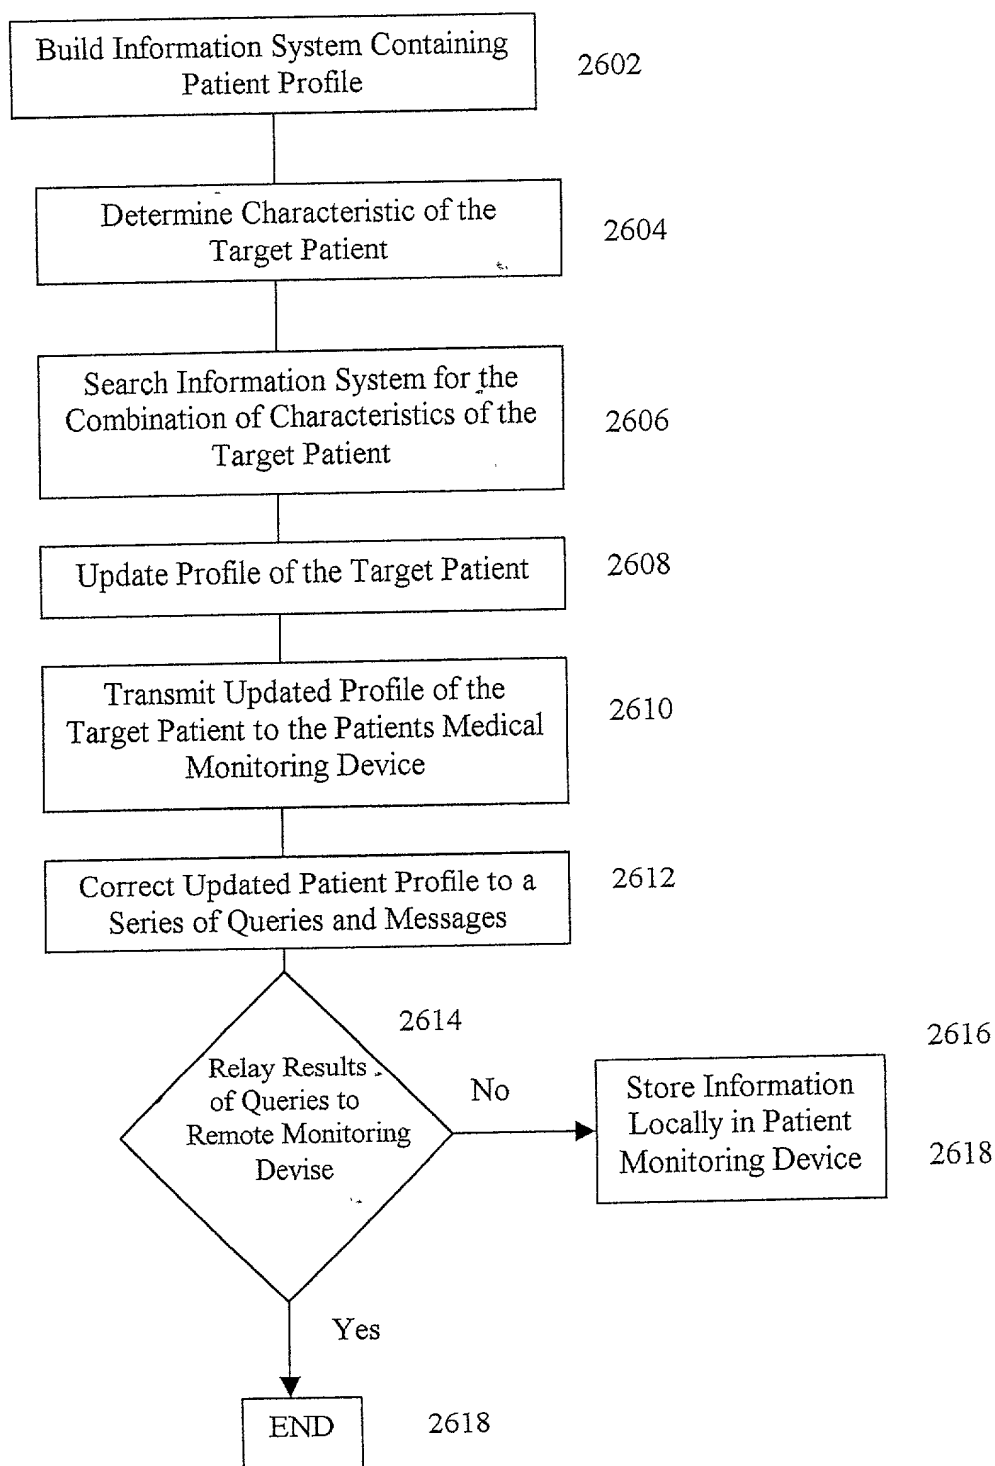 Build Information System Containing
Patient Profile
2602
Determine Characteristic of the
Target Patient
2604
Search Information System for the
Combination of Characteristics of the
Target Patient
2606
Update Profile of the Target Patient
2608
Transmit Updated Profile of the
Target Patient to the Patients Medical
Monitoring Device
2610
Correct Updated Patient Profile to a
Series of Queries and Messages
2612
2614
Relay Results
of Queries to
Remote Monitoring
Devise
No
2616
Store Information
Locally in Patient
Monitoring Device
2618
Yes
END
2618